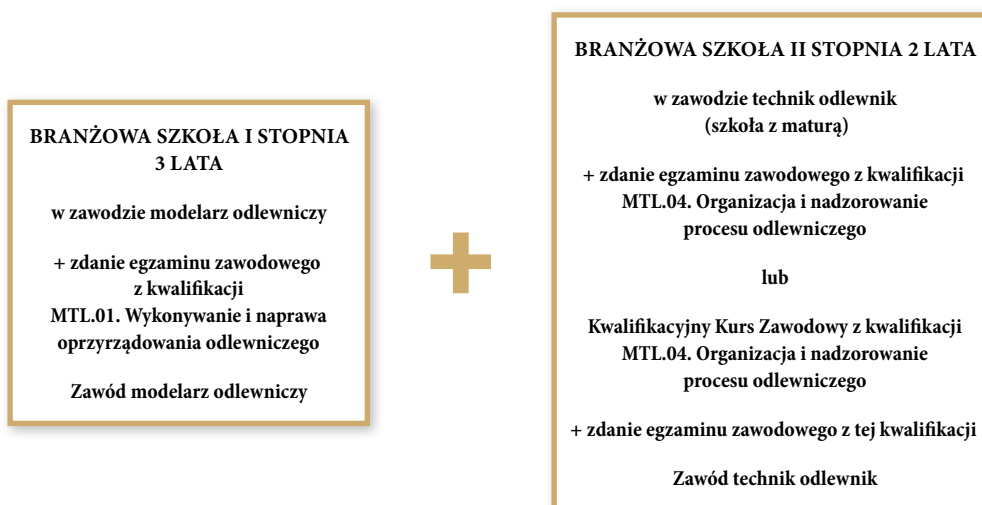 BRANŻOWA SZKOŁA I STOPNIA
3 LATA
w zawodzie modelarz odlewniczy
+ zdanie egzaminu zawodowego
z kwalifikacji
MTL.01. Wykonywanie i naprawa
oprzyrządowania odlewniczego
Zawód modelarz odlewniczy
+
BRANŻOWA SZKOŁA II STOPNIA 2 LATA
w zawodzie technik odlewnik
(szkoła z maturą)
+ zdanie egzaminu zawodowego z kwalifikacji
MTL.04. Organizacja i nadzorowanie
procesu odlewniczego
lub
Kwalifikacyjny Kurs Zawodowy z kwalifikacji
MTL.04. Organizacja i nadzorowanie
procesu odlewniczego
+ zdanie egzaminu zawodowego z tej kwalifikacji
Zawód technik odlewnik